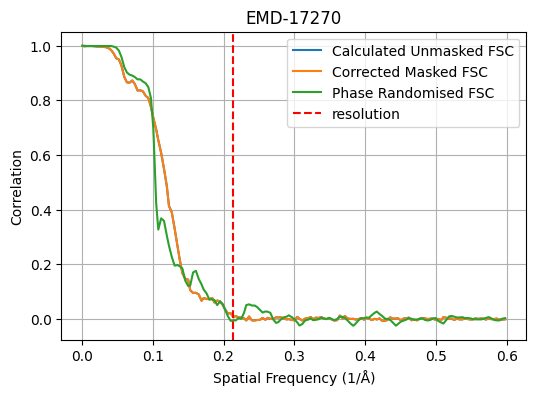 EMD-17270
Calculated Unmasked FSC
Corrected Masked FSC
Phase Randomised FSC
resolution
Correlation
1.0
0.8
0.6
0.4
0.2
0.0
0.0 0.1 0.2 0.3 0.4 0.5 0.6
Spatial Frequency (1/Å)